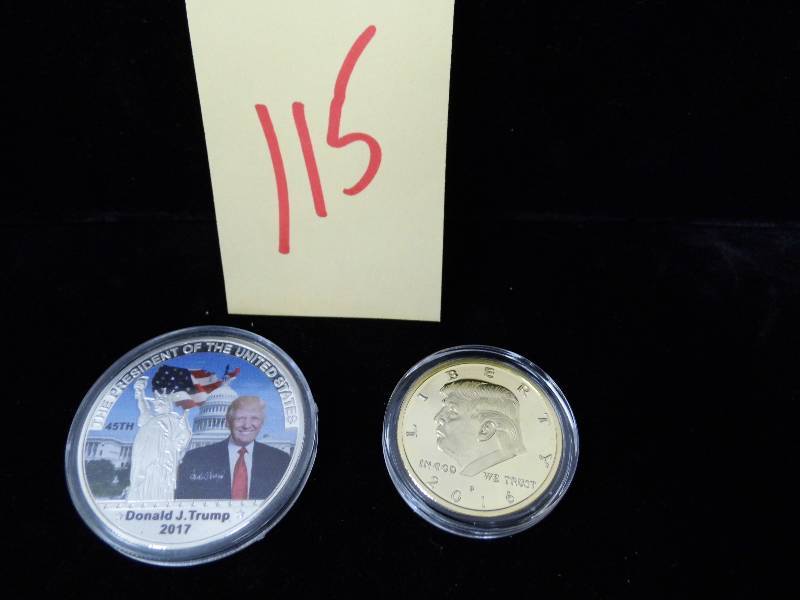 115
THE PRESIDENT OF THE UNITED STATES
45TH
Donald J. Trump
2017
LIBERTY
IN GOD WE TRUST
P
2016